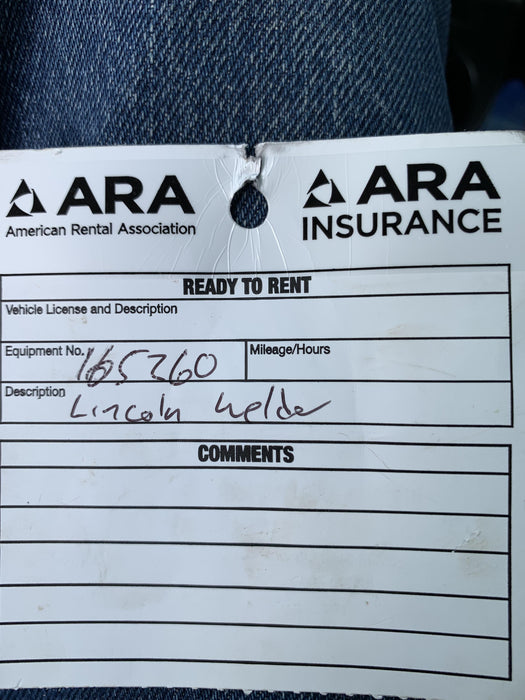 ARA ARA
American Rental Association INSURANCE
READY TO RENT
Vehicle License and Description
Equipment No. 165260 Mileage/Hours
Description Lincoln Welder
COMMENTS